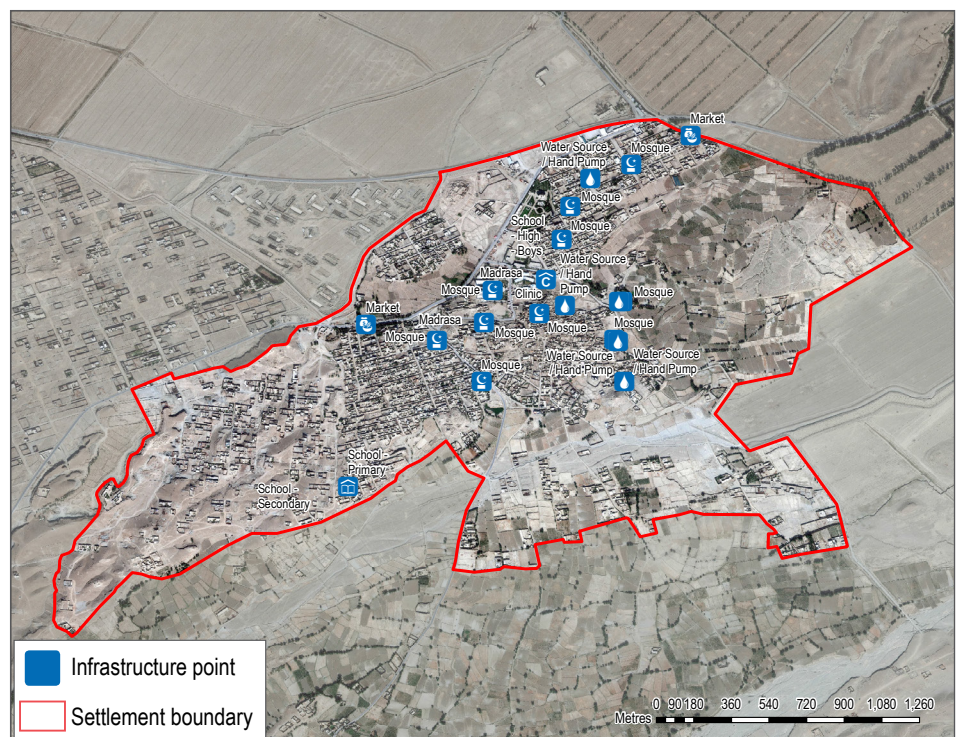 Market
Water Source
/ Hand Pump
Mosque
Mosque
School
High
- Boys
Mosque
Water Source
/ Hand
Pump
Madrasa
Clinic
Mosque
Mosque
Market
Madrasa
Mosque
Mosque
Mosque
Mosque
Mosque
Water Source
/ Hand Pump
Water Source
/ Hand Pump
School -
Primary
School -
Secondary
Infrastructure point
Settlement boundary
Metres
0 90 180 360 540 720 900 1,080 1,260